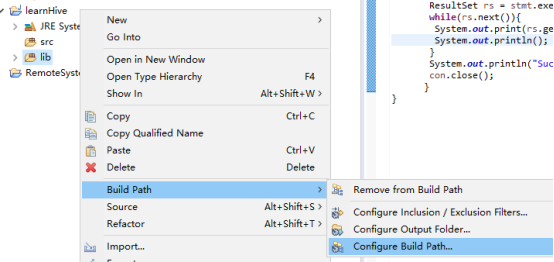 learnHive
JRE Syste
src
lib
RemoteSyste
New
Go Into
Open in New Window
Open Type Hierarchy F4
Show In Alt+Shift+W
Copy Ctrl+C
Copy Qualified Name
Paste Ctrl+V
Delete Delete
Build Path
Source Alt+Shift+S
Refactor Alt+Shift+T
Import...
Remove from Build Path
Configure Inclusion / Exclusion Filters...
Configure Output Folder...
Configure Build Path...
ResultSet rs = stmt.exe
while(rs.next()){
System.out.print(rs.ge
System.out.println();
}
System.out.println("Suc
con.close();
}
}